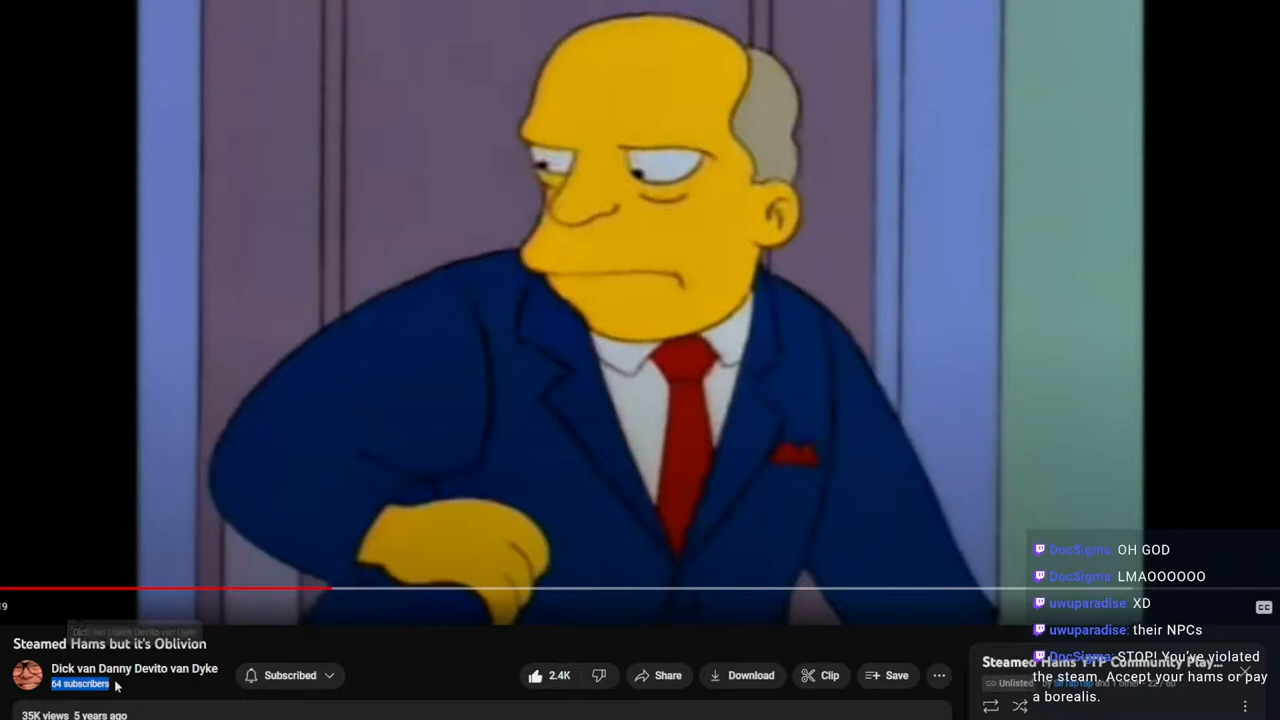 DocSigma: OH GOD
DocSigma: LMAOOOOOO
uwuparadise: XD
uwuparadise: their NPCs
DocSigma: STOP! You've violated
the steam. Accept your hams or pay
a borealis.
CC
Steamed Hams but it's Oblivion
Dick van Danny Devito van Dyke
64 subscribers
Subscribed
2.4K
Share
Download
Clip
Save
Steamed Hams YTP Community Play...
Unlisted
35K views 5 years ago